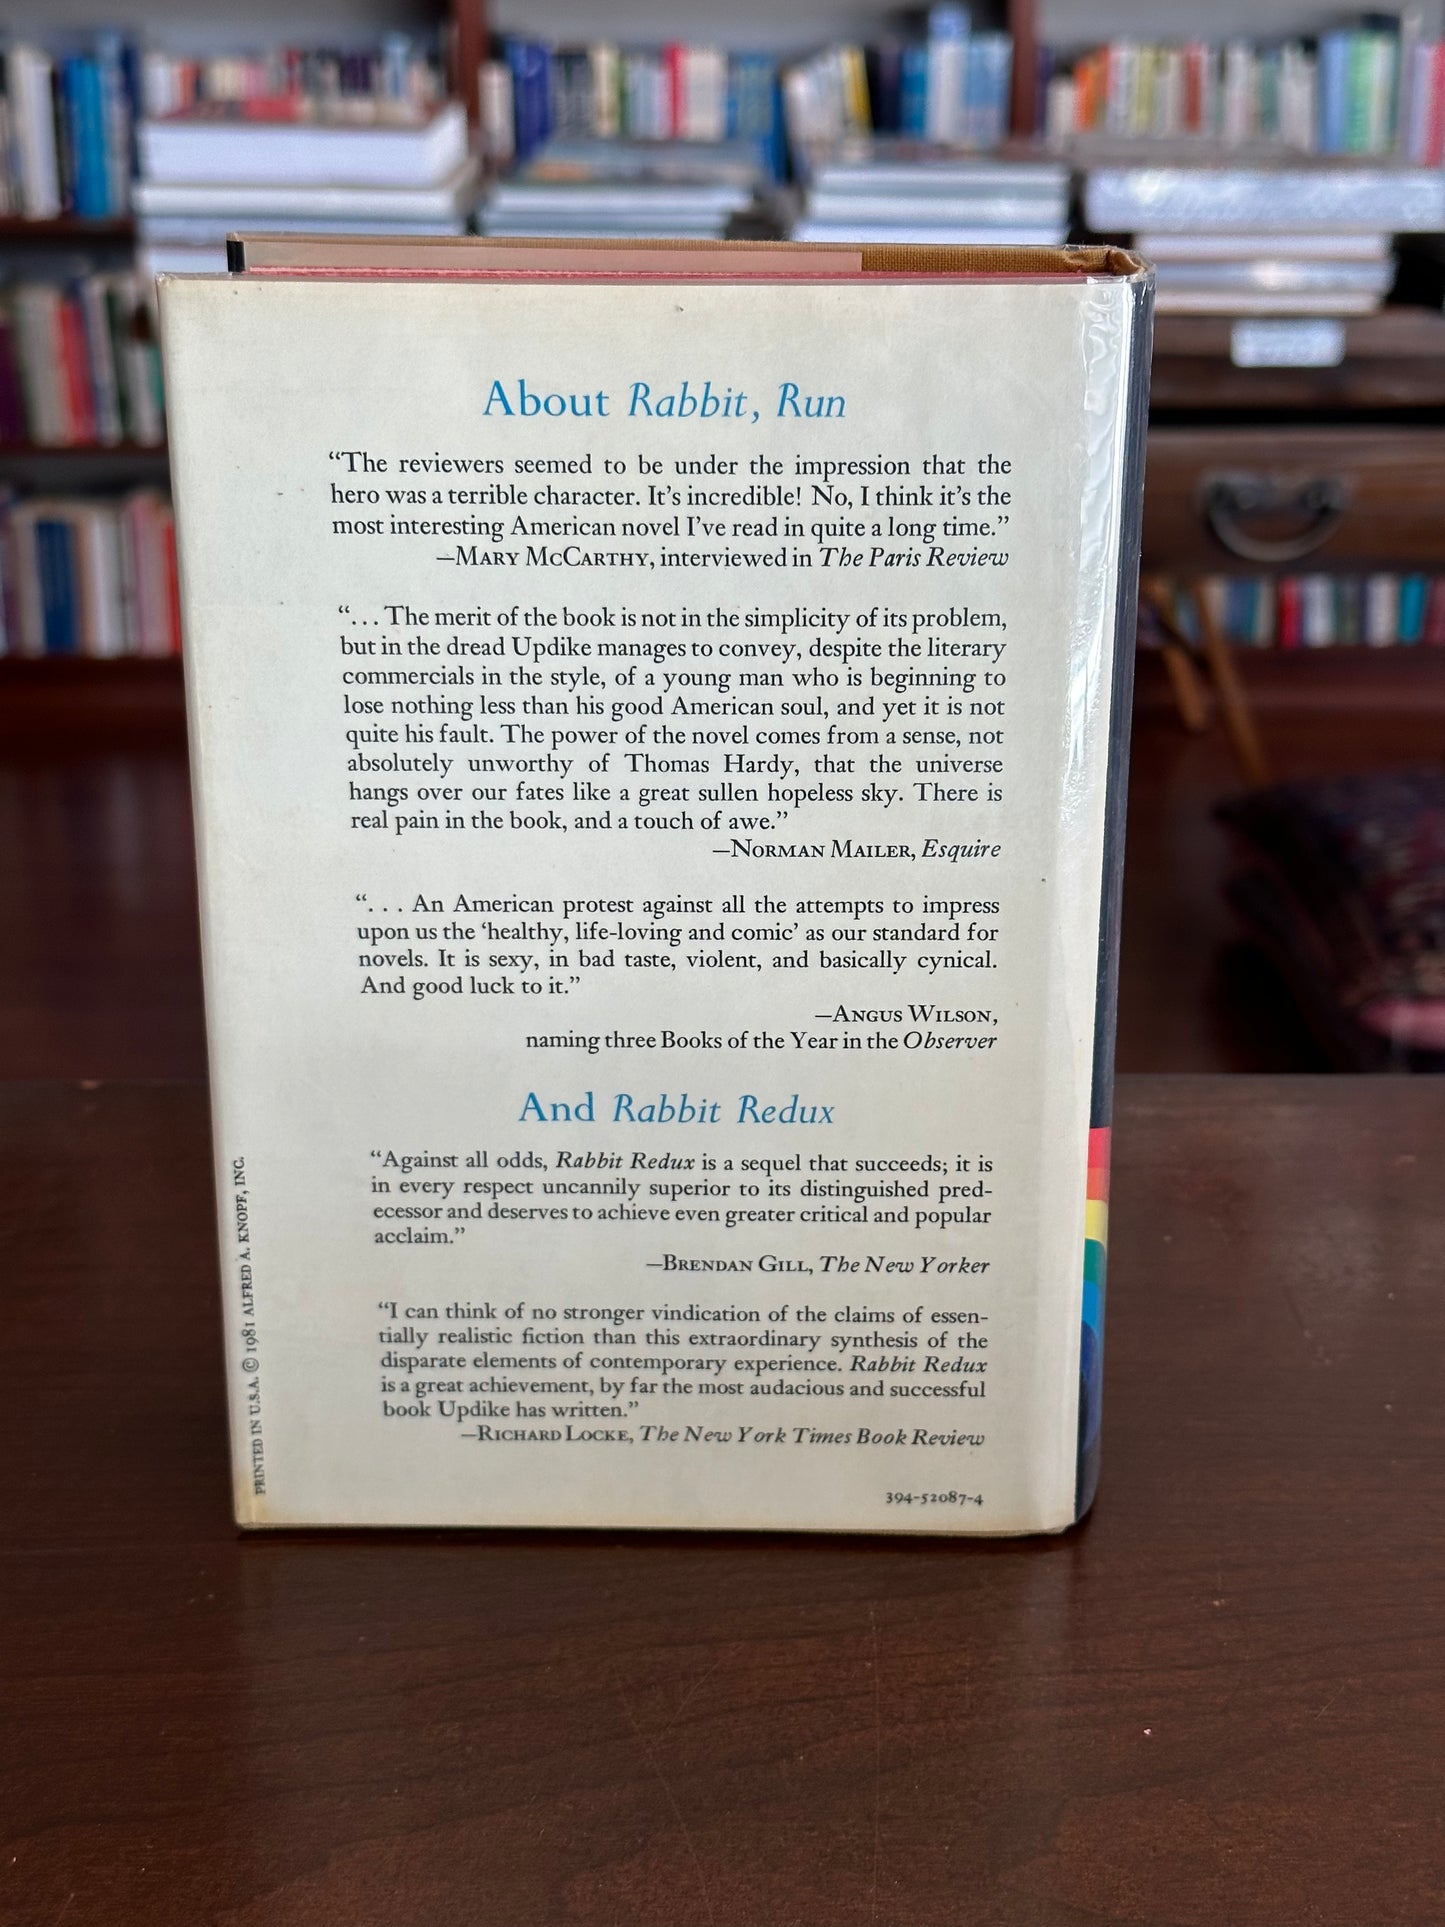 About Rabbit, Run
“The reviewers seemed to be under the impression that the
hero was a terrible character. It’s incredible! No, I think it’s the
most interesting American novel I’ve read in quite a long time.”
—MARY MCCARTHY, interviewed in The Paris Review
“. . . The merit of the book is not in the simplicity of its problem,
but in the dread Updike manages to convey, despite the literary
commercials in the style, of a young man who is beginning to
lose nothing less than his good American soul, and yet it is not
quite his fault. The power of the novel comes from a sense, not
absolutely unworthy of Thomas Hardy, that the universe
hangs over our fates like a great sullen hopeless sky. There is
real pain in the book, and a touch of awe.”
—NORMAN MAILER, Esquire
“. . . An American protest against all the attempts to impress
upon us the ‘healthy, life-loving and comic’ as our standard for
novels. It is sexy, in bad taste, violent, and basically cynical.
And good luck to it.”
—ANGUS WILSON,
naming three Books of the Year in the Observer
And Rabbit Redux
“Against all odds, Rabbit Redux is a sequel that succeeds; it is
in every respect uncannily superior to its distinguished pred-
ecessor and deserves to achieve even greater critical and popular
acclaim.”
—BRENDAN GILL, The New Yorker
“I can think of no stronger vindication of the claims of essen-
tially realistic fiction than this extraordinary synthesis of the
disparate elements of contemporary experience. Rabbit Redux
is a great achievement, by far the most audacious and successful
book Updike has written.”
—RICHARD LOCKE, The New York Times Book Review
394-52087-4
PRINTED IN U.S.A. © 1981 ALFRED A. KNOPF, INC.